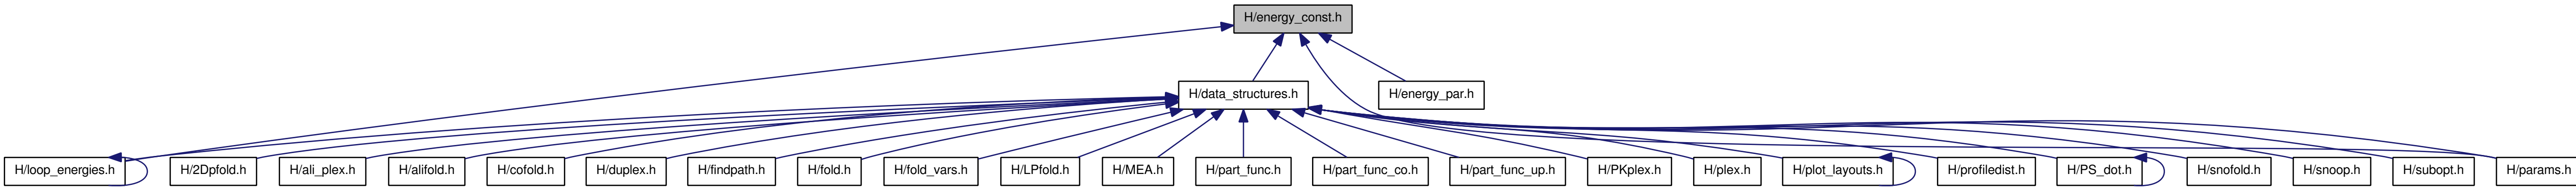 H/energy_const.h
H/data_structures.h
H/energy_par.h
H/loop_energies.h
H/2Dpfold.h
H/ali_plex.h
H/alifold.h
H/cofold.h
H/duplex.h
H/findpath.h
H/fold.h
H/fold_vars.h
H/LPfold.h
H/MEA.h
H/part_func.h
H/part_func_co.h
H/part_func_up.h
H/PKplex.h
H/plex.h
H/plot_layouts.h
H/profiledist.h
H/PS_dot.h
H/snofold.h
H/snoop.h
H/subopt.h
H/params.h